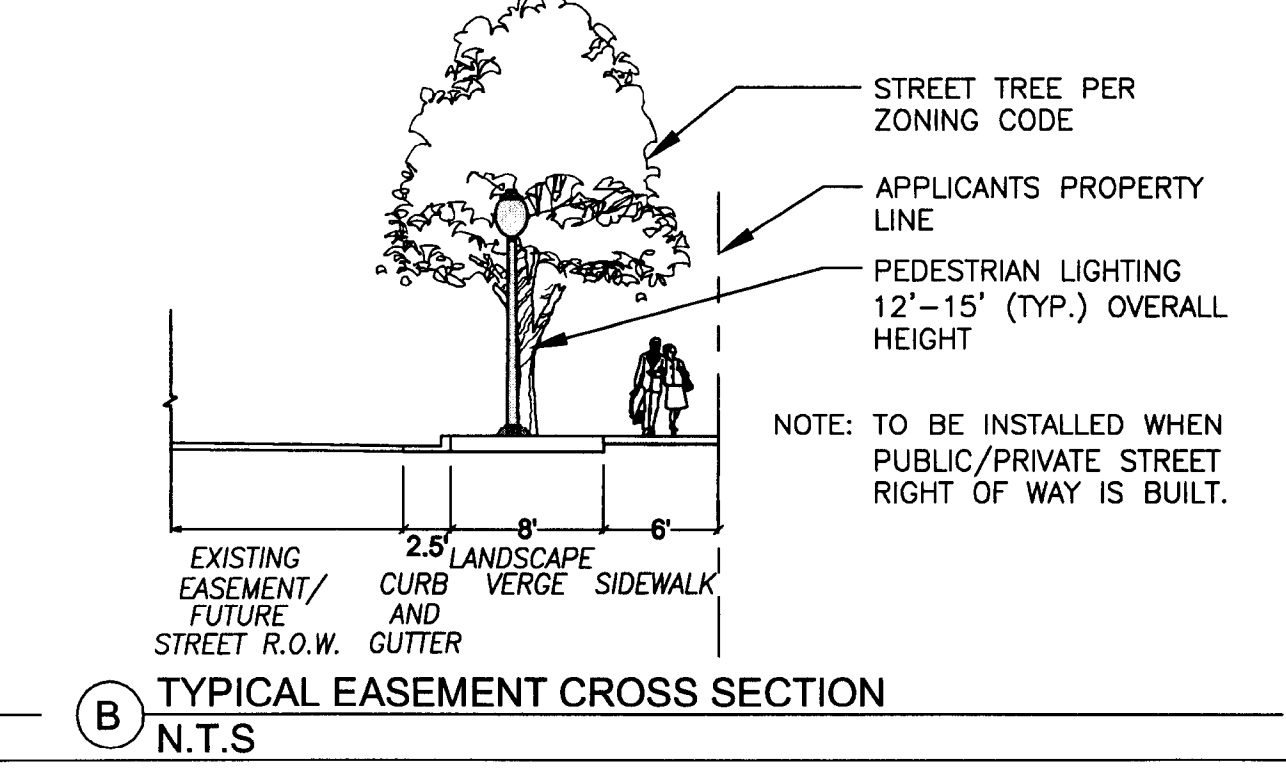 STREET TREE PER
ZONING CODE
APPLICANTS PROPERTY
LINE
PEDESTRIAN LIGHTING
12'-15' (TYP.) OVERALL
HEIGHT
NOTE: TO BE INSTALLED WHEN
PUBLIC/PRIVATE STREET
RIGHT OF WAY IS BUILT.
2.5'
8'
6'
EXISTING
EASEMENT/
FUTURE
STREET R.O.W.
CURB
AND
GUTTER
LANDSCAPE
VERGE
SIDEWALK
B
TYPICAL EASEMENT CROSS SECTION
N.T.S